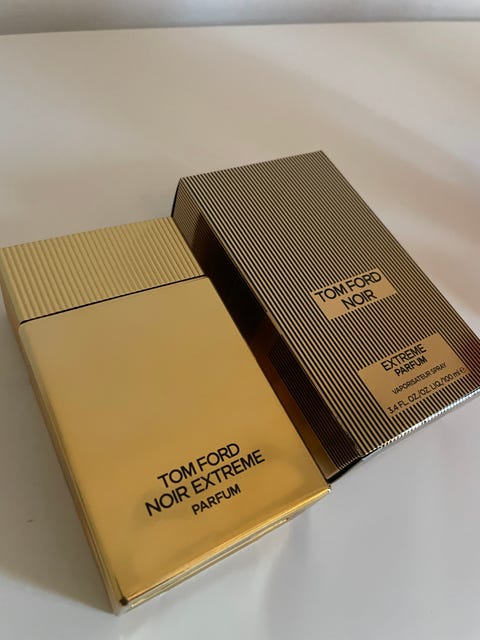 TOM FORD
NOIR
EXTREME
PARFUM
VAPORISATEUR SPRAY
3.4 FL.OZ/OZ.LIQ/100 ml e
TOM FORD
NOIR EXTREME
PARFUM